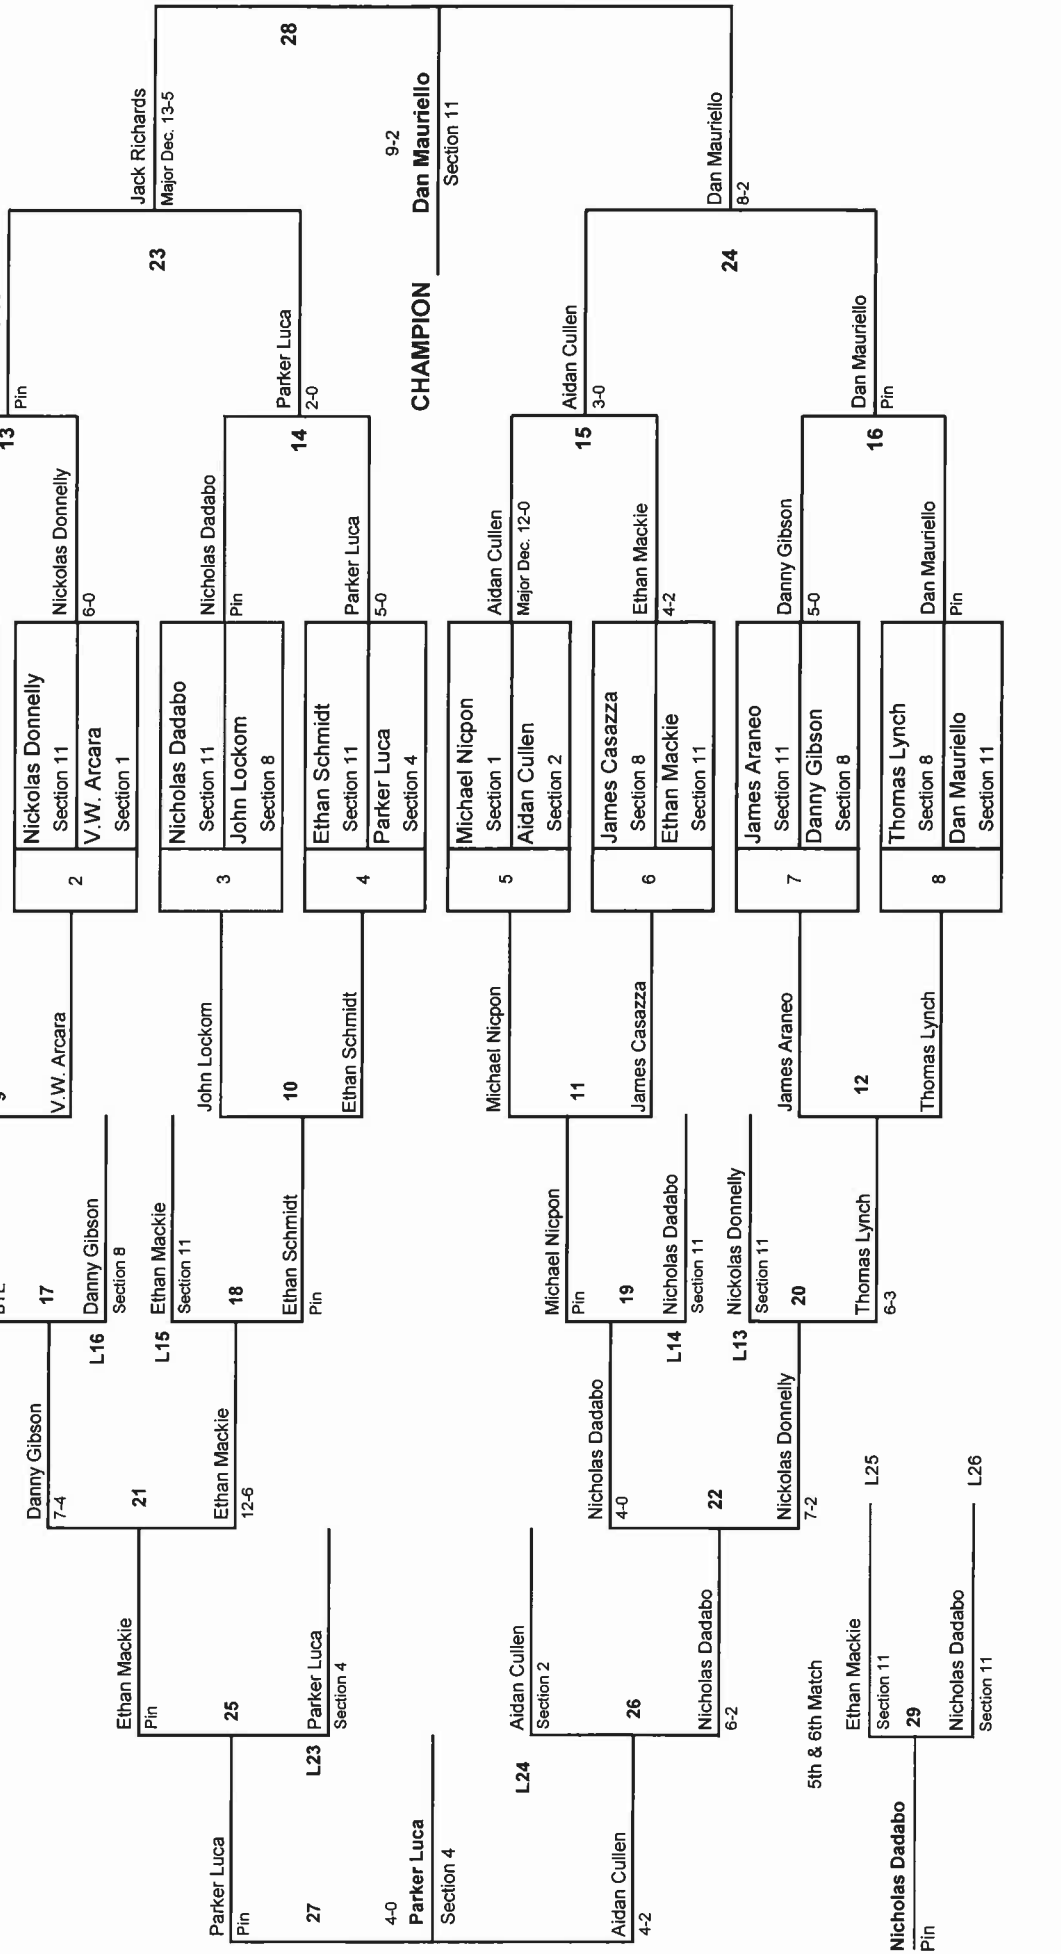 Parker Luca
Pin
27
4-0
Parker Luca
Section 4
Aidan Cullen
4-2
Nicholas Dadabo
Pin
Ethan Mackie
Pin
25
L23
Parker Luca
Section 4
L24
Aidan Cullen
Section 2
26
Nicholas Dadabo
6-2
5th & 6th Match
Ethan Mackie
Section 11
L25
29
Nicholas Dadabo
Section 11
L26
Danny Gibson
7-4
21
Ethan Mackie
12-6
Nicholas Dadabo
4-0
22
Nickolas Donnelly
7-2
17
L16
Danny Gibson
Section 8
L15
Ethan Mackie
Section 11
18
Ethan Schmidt
Pin
Michael Nicpon
Pin
19
L14
Nicholas Dadabo
Section 11
L13
Nickolas Donnelly
Section 11
20
Thomas Lynch
6-3
V.W. Arcara
John Lockom
10
Ethan Schmidt
Michael Nicpon
11
James Casazza
James Araneo
12
Thomas Lynch
2
Nickolas Donnelly
Section 11
V.W. Arcara
Section 1
3
Nicholas Dadabo
Section 11
John Lockom
Section 8
4
Ethan Schmidt
Section 11
Parker Luca
Section 4
5
Michael Nicpon
Section 1
Aidan Cullen
Section 2
6
James Casazza
Section 8
Ethan Mackie
Section 11
7
James Araneo
Section 11
Danny Gibson
Section 8
8
Thomas Lynch
Section 8
Dan Mauriello
Section 11
13
Nickolas Donnelly
6-0
Nicholas Dadabo
Pin
14
Parker Luca
5-0
Aidan Cullen
Major Dec. 12-0
15
Ethan Mackie
4-2
Danny Gibson
5-0
16
Dan Mauriello
Pin
Pin
23
Parker Luca
2-0
Aidan Cullen
3-0
24
Dan Mauriello
Pin
Jack Richards
Major Dec. 13-5
28
9-2
CHAMPION Dan Mauriello
Section 11
Dan Mauriello
8-2